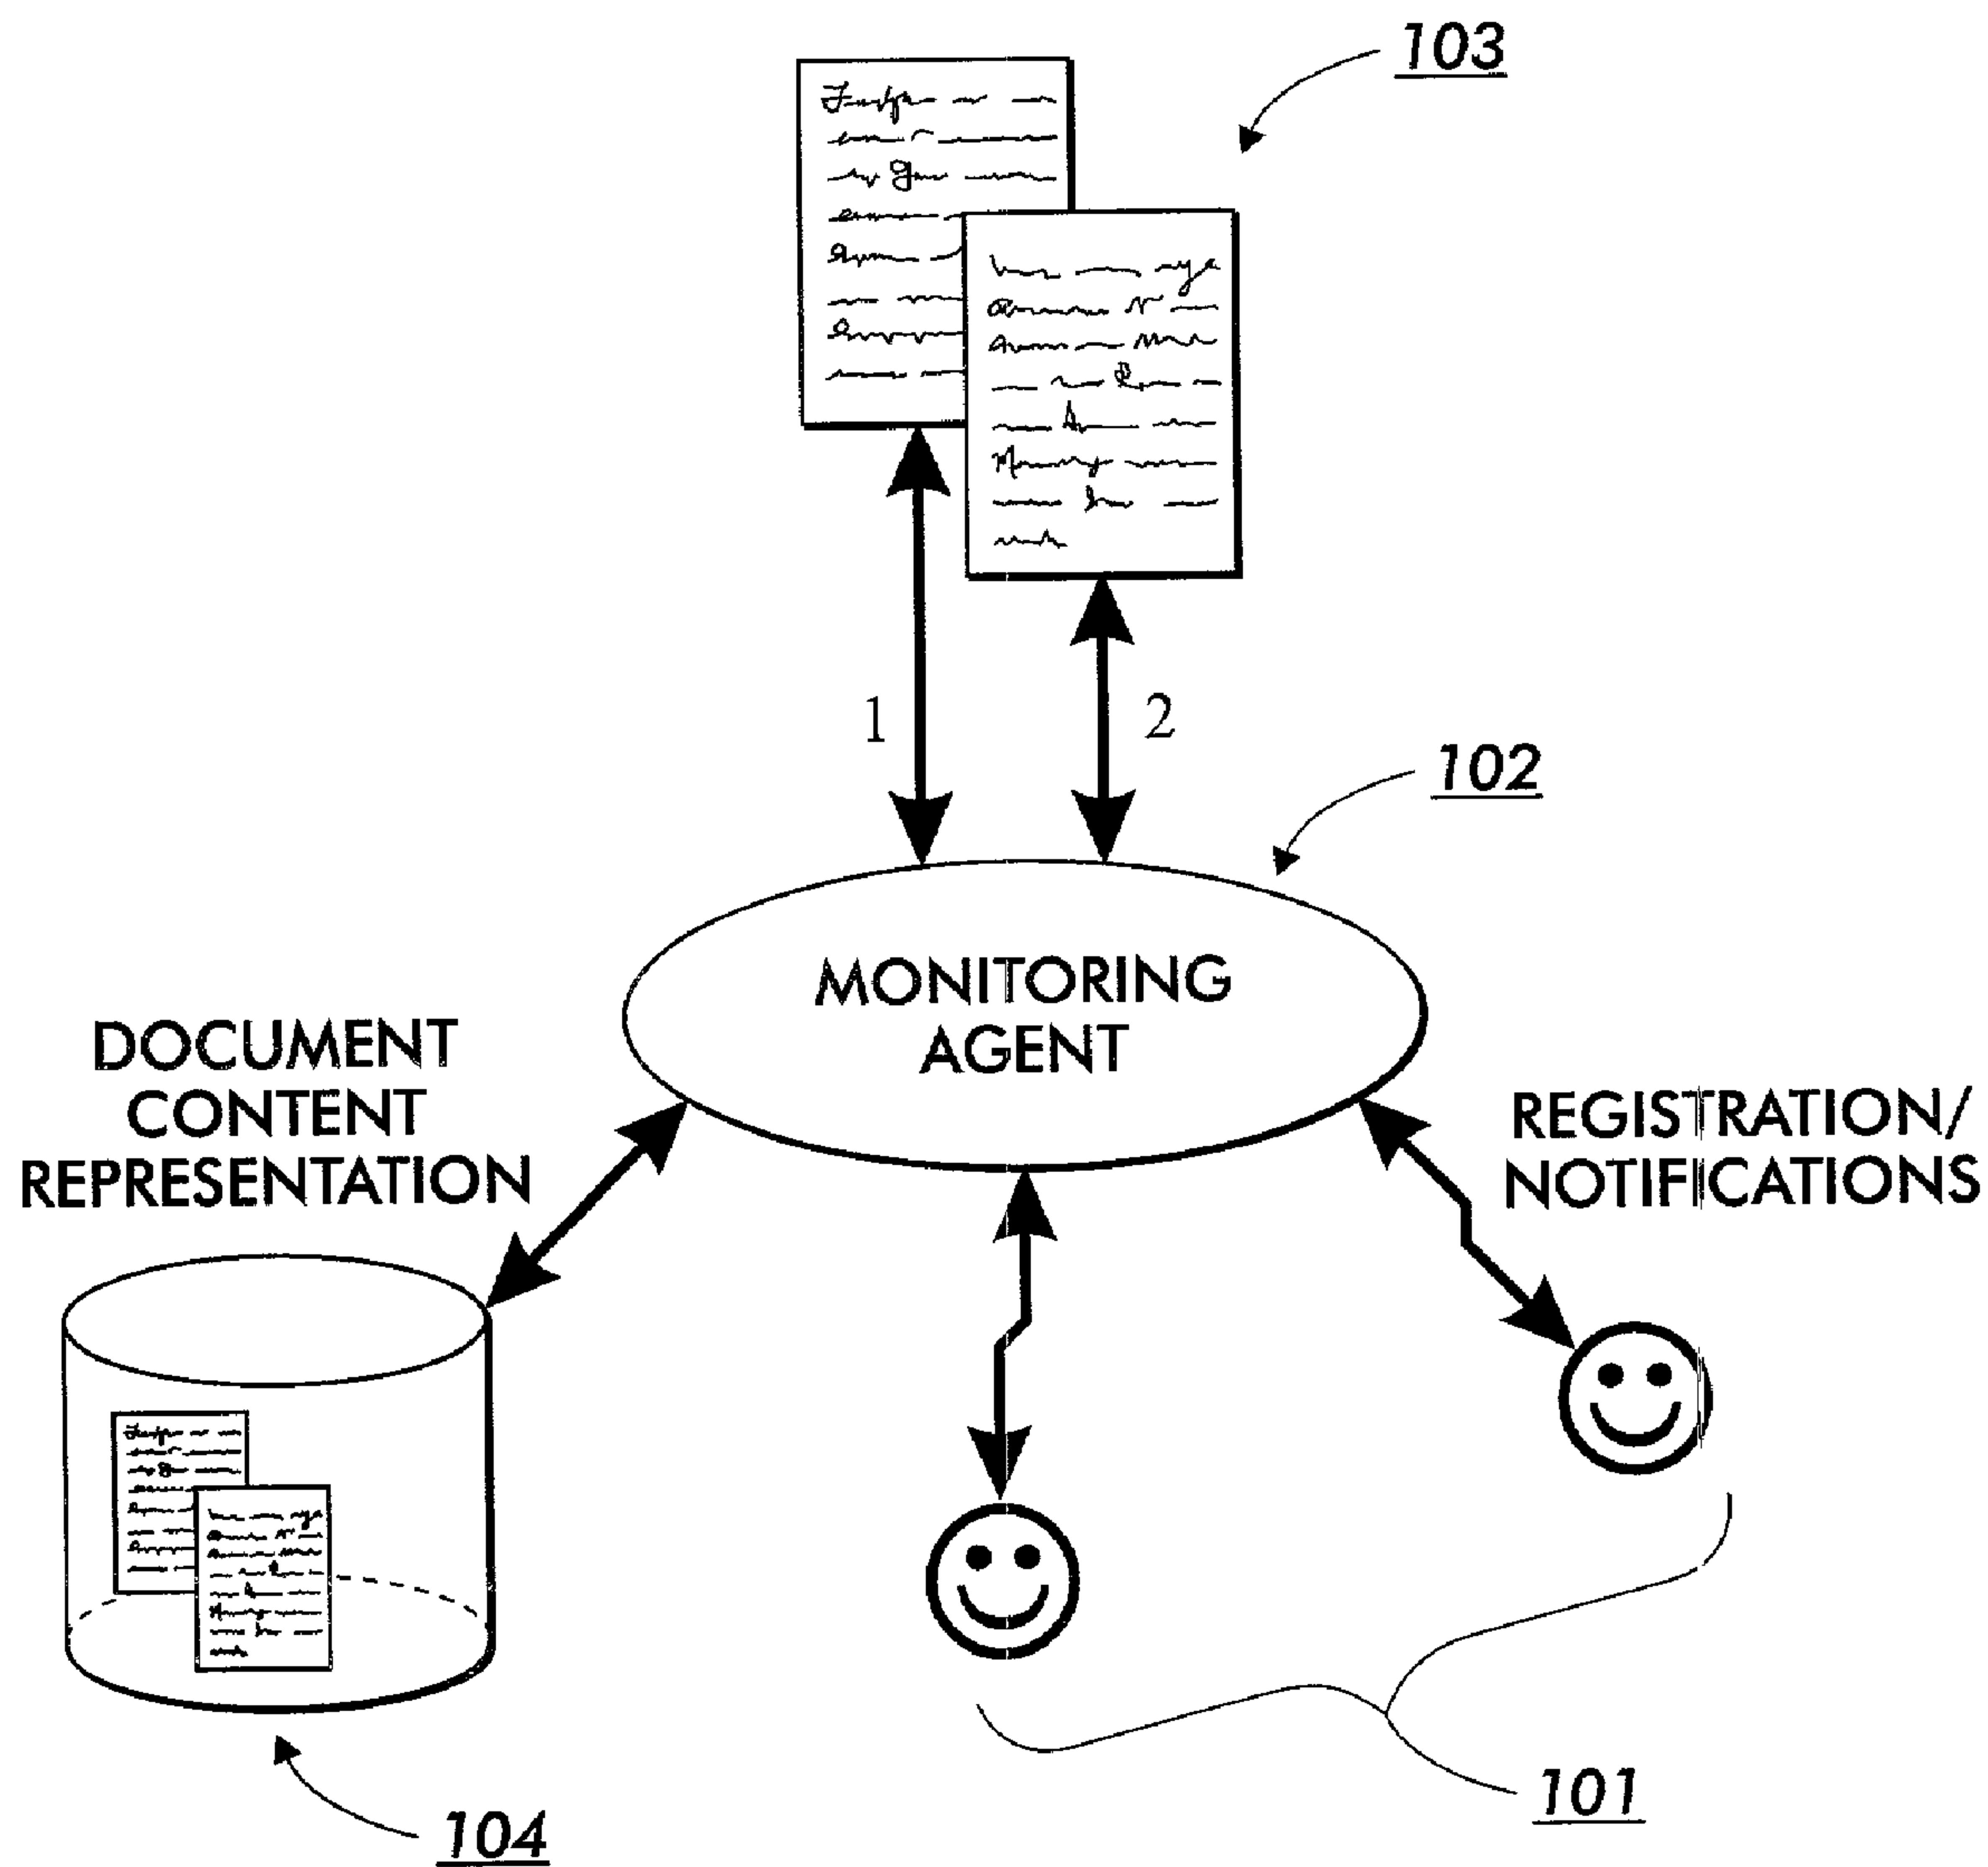 103
1
2
102
MONITORING
AGENT
DOCUMENT
CONTENT
REPRESENTATION
REGISTRATION/
NOTIFICATIONS
101
104